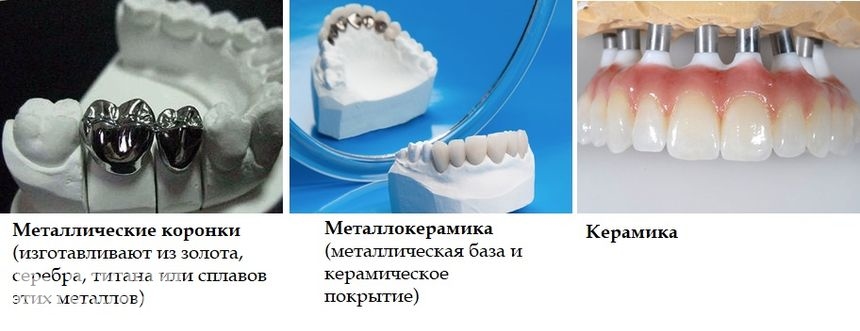 Металлические коронки
(изготавливают из золота,
серебра, титана или сплавов
этих металлов)
Металлокерамика
(металлическая база и
керамическое
покрытие)
Керамика